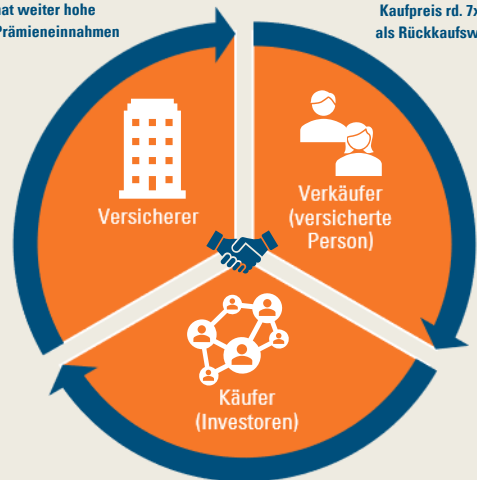 weiter hohe
Prämieneinnahmen
Kaufpreis rd. 7x
als
Versicherer
Verkäufer
(versicherte
Person)
Käufer
(Investoren)